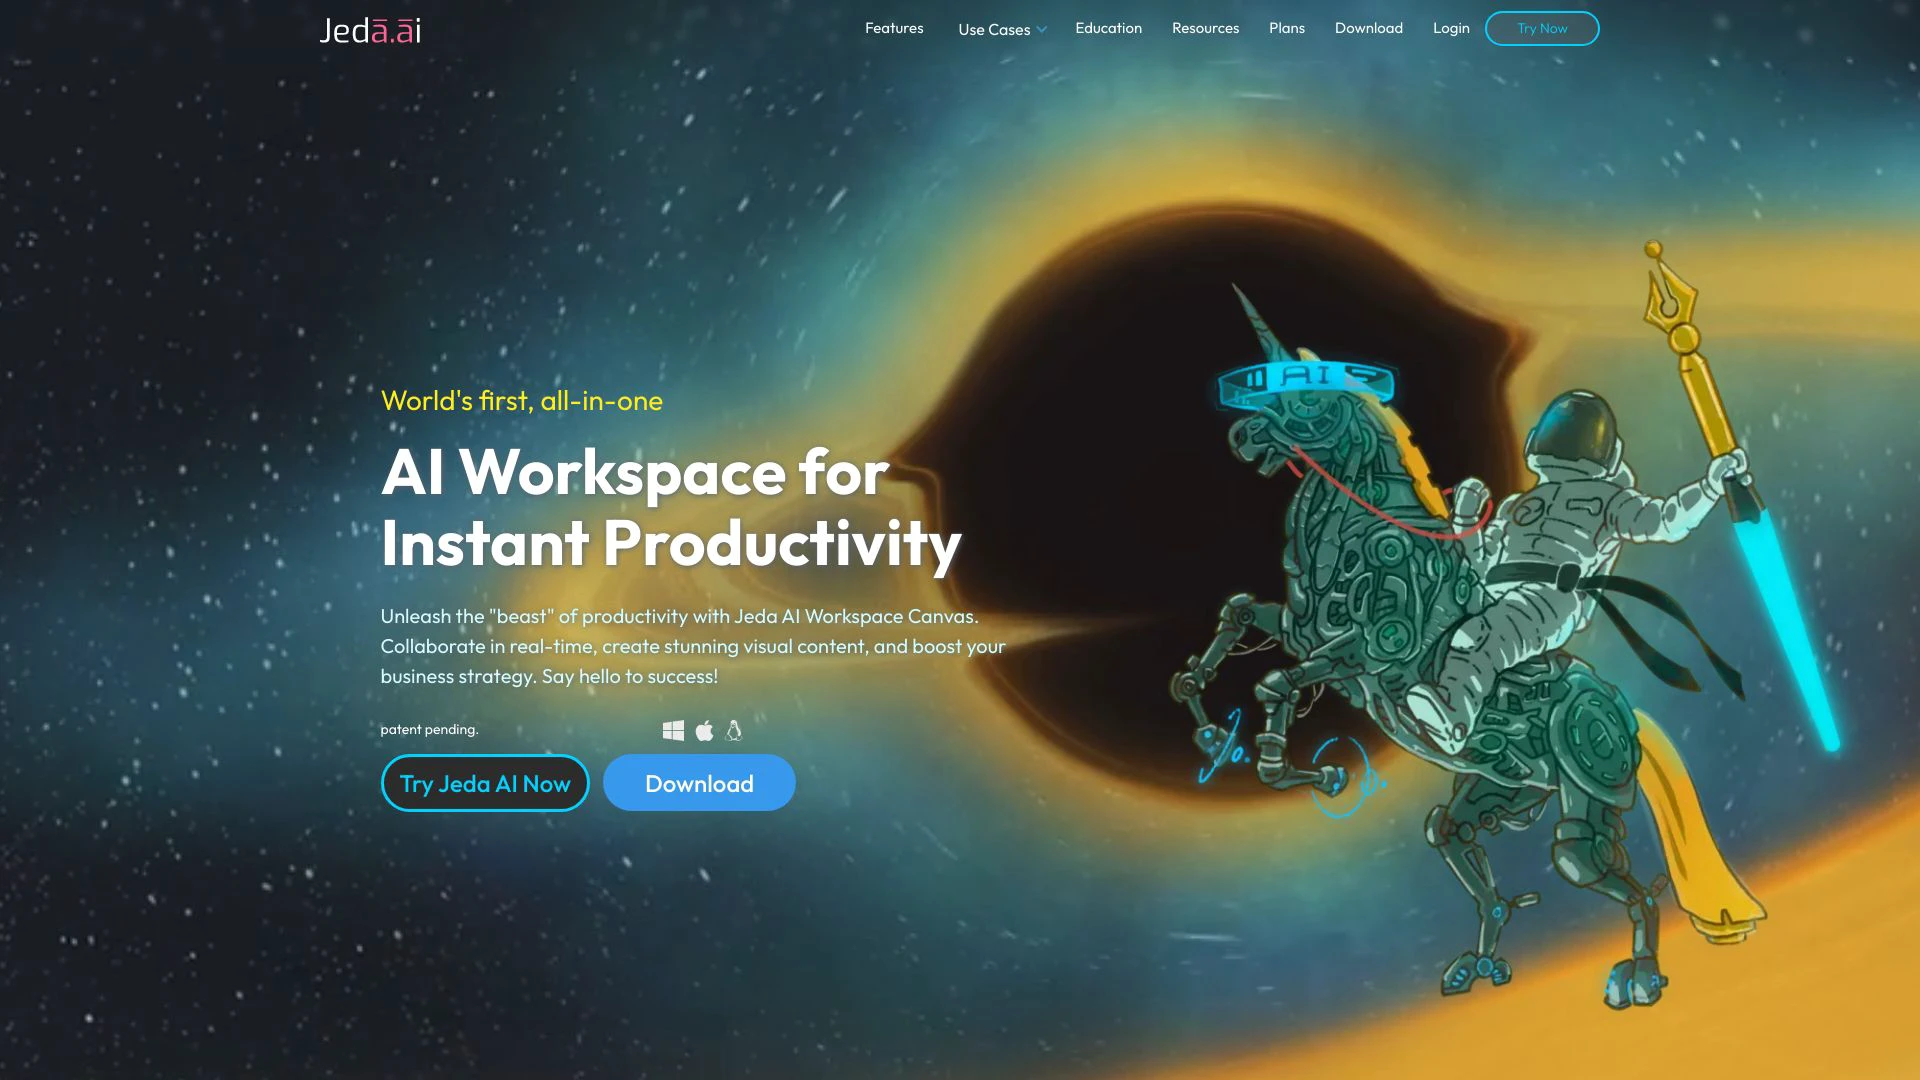 Jedā.āi
Features
Use Cases
Education
Resources
Plans
Download
Login
Try Now
World's first, all-in-one
AI Workspace for
Instant Productivity
Unleash the "beast" of productivity with Jeda AI Workspace Canvas.
Collaborate in real-time, create stunning visual content, and boost your
business strategy. Say hello to success!
patent pending.
Try Jeda AI Now
Download
AI